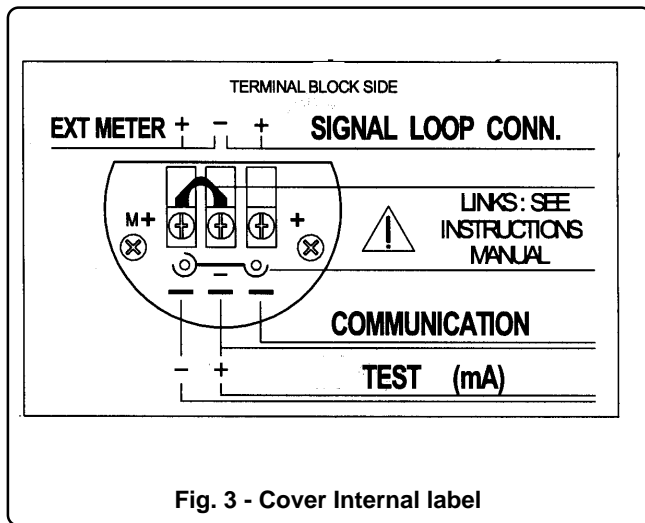 TERMINAL BLOCK SIDE
EXT METER + − + SIGNAL LOOP CONN.
M+ +
LINKS : SEE
INSTRUCTIONS
MANUAL
−
COMMUNICATION
− + TEST (mA)
Fig. 3 - Cover Internal label